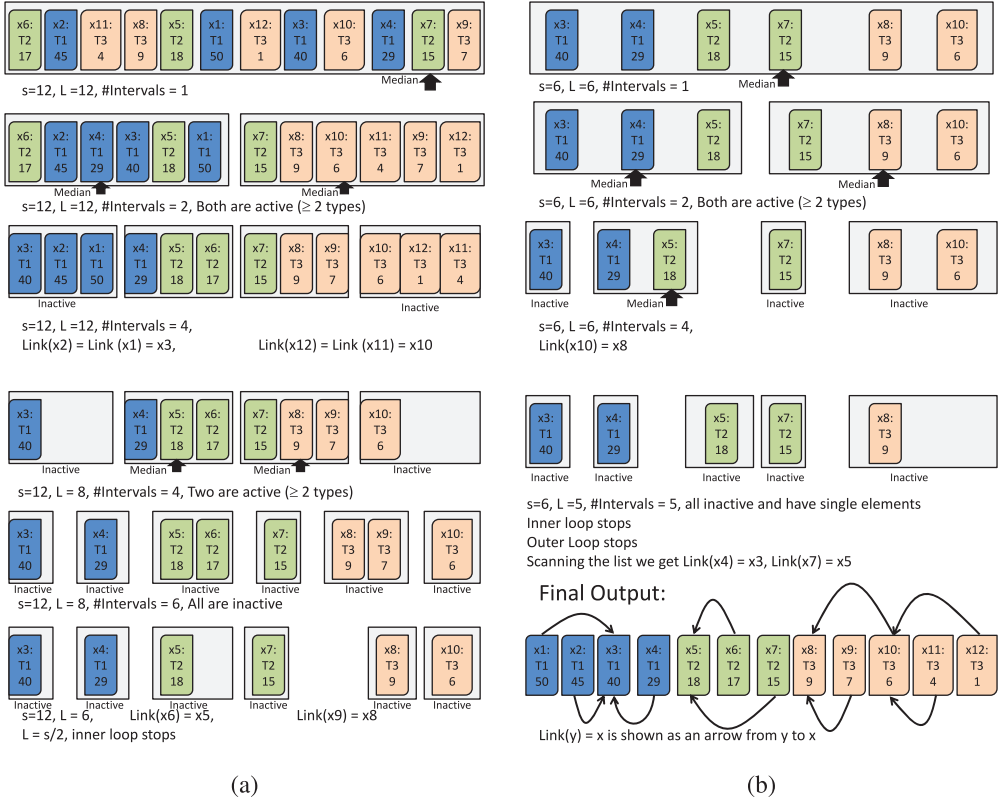 x6: x2: x11: x8: x5: x1: x12: x3: x10: x4: x7: x9:
T2 T1 T3 T3 T2 T1 T3 T1 T3 T1 T2 T3
17 45 4 9 18 50 1 40 6 29 15 7
Median
s=12, L =12, #Intervals = 1
x6: x2: x4: x3: x5: x1: x7: x8: x10: x11: x9: x12:
T2 T1 T1 T1 T2 T1 T2 T3 T3 T3 T3 T3
17 45 29 40 18 50 15 9 6 4 7 1
Median Median
s=12, L =12, #Intervals = 2, Both are active (≥ 2 types)
x3: x2: x1: x4: x5: x6: x7: x8: x9: x10: x12: x11:
T1 T1 T1 T1 T2 T2 T2 T3 T3 T3 T3 T3
40 45 50 29 18 17 15 9 7 6 1 4
Inactive Inactive
s=12, L =12, #Intervals = 4,
Link(x2) = Link (x1) = x3, Link(x12) = Link (x11) = x10
x3: x4: x5: x6: x7: x8: x9: x10:
T1 T1 T2 T2 T2 T3 T3 T3
40 29 18 17 15 9 7 6
Inactive Median Median Inactive
s=12, L = 8, #Intervals = 4, Two are active (≥ 2 types)
x3: x4: x5: x6: x7: x8: x9: x10:
T1 T1 T2 T2 T2 T3 T3 T3
40 29 18 17 15 9 7 6
Inactive Inactive Inactive Inactive Inactive Inactive
s=12, L = 8, #Intervals = 6, All are inactive
x3: x4: x5: x7: x8: x10:
T1 T1 T2 T2 T3 T3
40 29 18 15 9 6
Inactive Inactive Inactive Inactive Inactive Inactive
s=12, L = 6, Link(x6) = x5, Link(x9) = x8
L = s/2, inner loop stops
(a)
x3: x4: x5: x7: x8: x10:
T1 T1 T2 T2 T3 T3
40 29 18 15 9 6
Median
s=6, L =6, #Intervals = 1
x3: x4: x5: x7: x8: x10:
T1 T1 T2 T2 T3 T3
40 29 18 15 9 6
Median Median
s=6, L =6, #Intervals = 2, Both are active (≥ 2 types)
x3: x4: x5: x7: x8: x10:
T1 T1 T2 T2 T3 T3
40 29 18 15 9 6
Inactive Median Inactive Inactive
s=6, L =6, #Intervals = 4,
Link(x10) = x8
x3: x4: x5: x7: x8:
T1 T1 T2 T2 T3
40 29 18 15 9
Inactive Inactive Inactive Inactive Inactive
s=6, L =5, #Intervals = 5, all inactive and have single elements
Inner loop stops
Outer Loop stops
Scanning the list we get Link(x4) = x3, Link(x7) = x5
Final Output:
x1: x2: x3: x4: x5: x6: x7: x8: x9: x10: x11: x12:
T1 T1 T1 T1 T2 T2 T2 T3 T3 T3 T3 T3
50 45 40 29 18 17 15 9 7 6 4 1
Link(y) = x is shown as an arrow from y to x
(b)